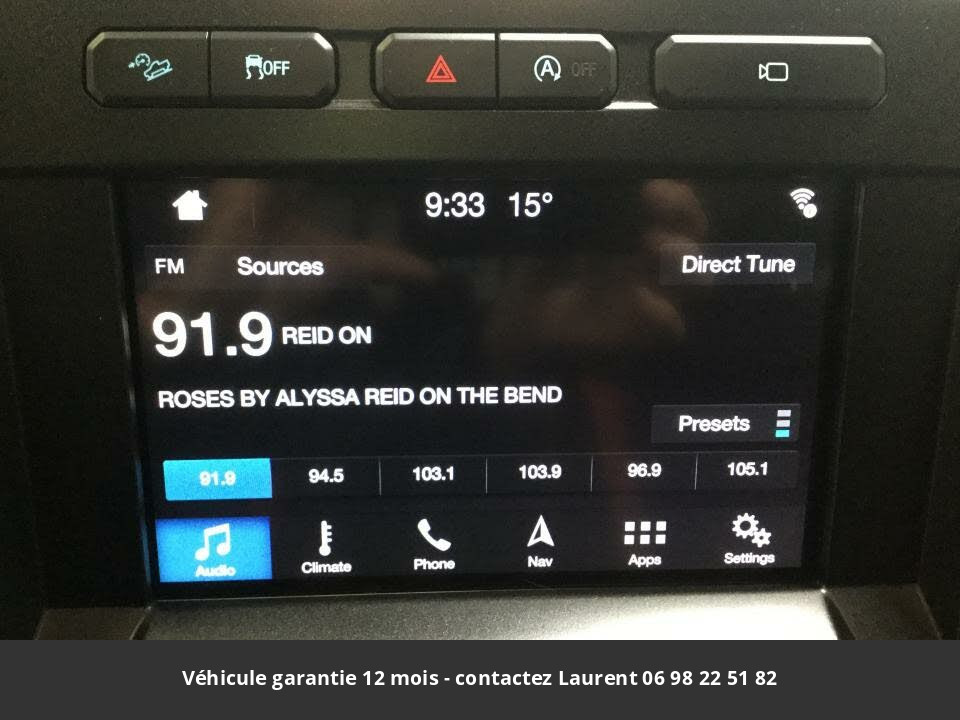 OFF A OFF
9:33 15°
FM Sources Direct Tune
91.9 REID ON
ROSES BY ALYSSA REID ON THE BEND
Presets
91.9 94.5 103.1 103.9 96.9 105.1
Audio Climate Phone Nav Apps Settings
Véhicule garantie 12 mois - contactez Laurent 06 98 22 51 82